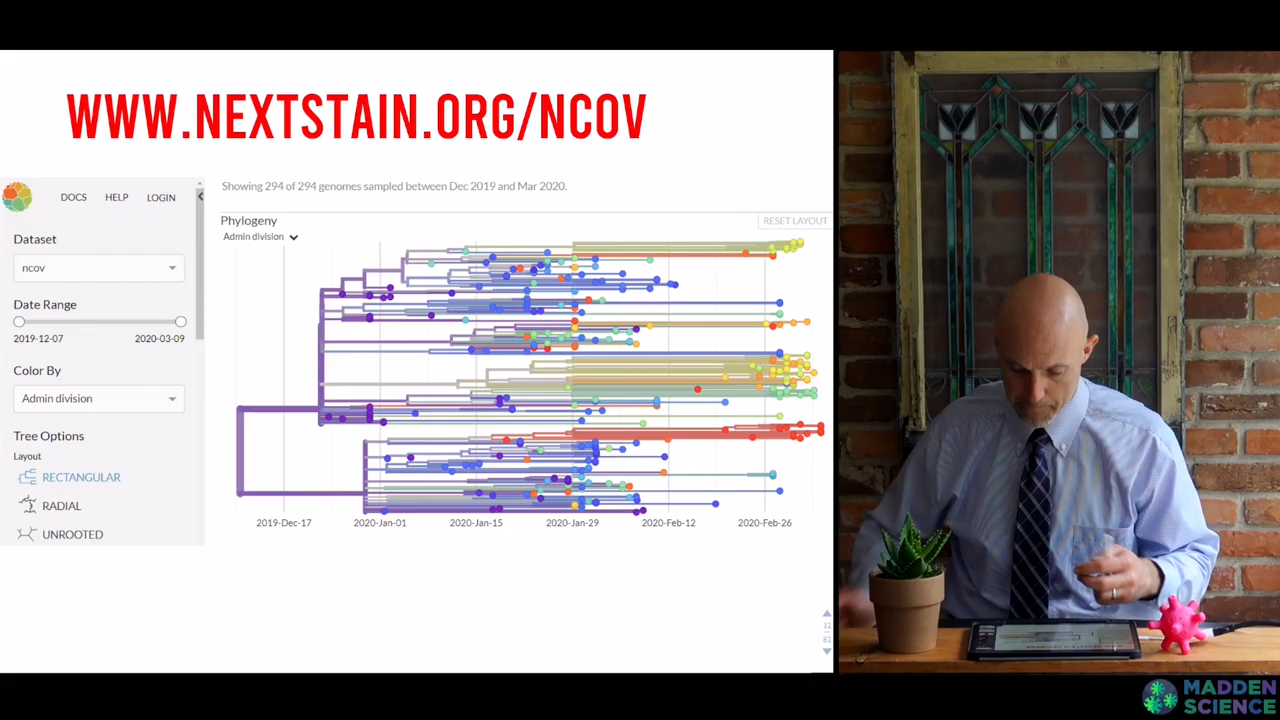 WWW.NEXTSTAIN.ORG/NCOV
Showing 294 of 294 genomes sampled between Dec 2019 and Mar 2020.
DOCS HELP LOGIN
Phylogeny
RESET LAYOUT
Admin division
Dataset
ncov
Date Range
2019-12-07 2020-03-09
Color By
Admin division
Tree Options
Layout
RECTANGULAR
RADIAL
UNROOTED
2019-Dec-17 2020-Jan-01 2020-Jan-15 2020-Jan-29 2020-Feb-12 2020-Feb-26
MADDEN
SCIENCE